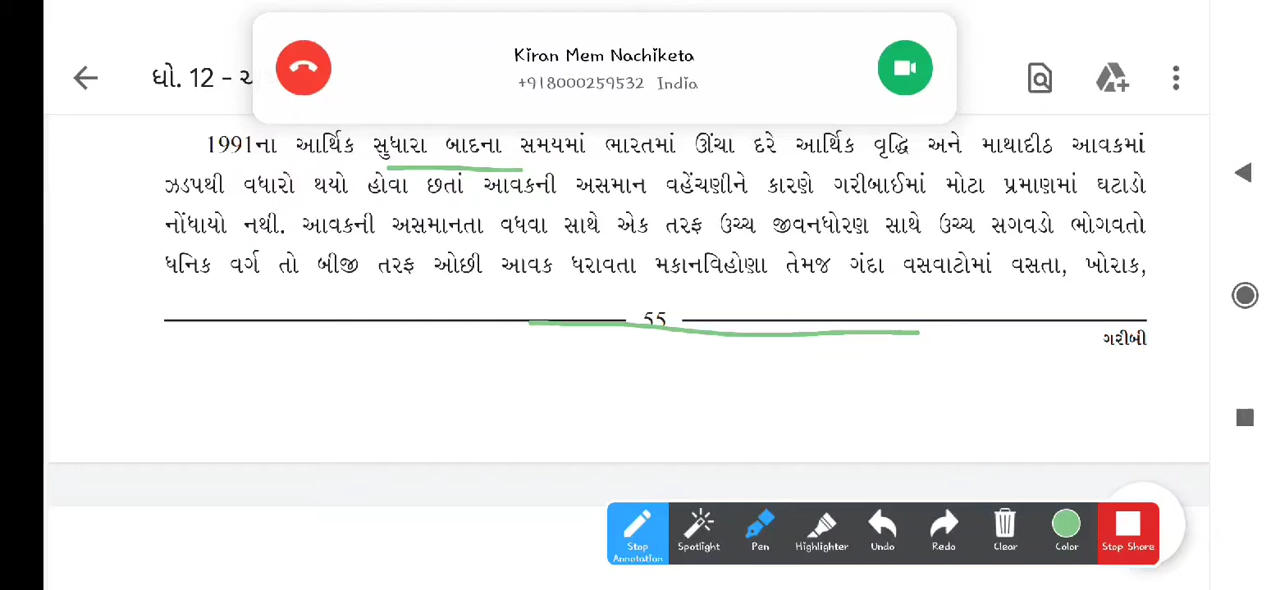 Kiran Mem Nachiketa
+918000259532 India
ધો. 12 -
1991ના આર્થિક સુધારા બાદના સમયમાં ભારતમાં ઊંચા દરે આર્થિક વૃદ્ધિ અને માથાદીઠ આવકમાં
ઝડપથી વધારો થયો હોવા છતાં આવકની અસમાન વહેંચણીને કારણે ગરીબાઈમાં મોટા પ્રમાણમાં ઘટાડો
નોંધાયો નથી. આવકની અસમાનતા વધવા સાથે એક તરફ ઉચ્ચ જીવનધોરણ સાથે ઉચ્ચ સગવડો ભોગવતો
ધનિક વર્ગ તો બીજી તરફ ઓછી આવક ધરાવતા મકાનવિહોણા તેમજ ગંદા વસવાટોમાં વસતા, ખોરાક,
55
ગરીબી
Stop Annotation Spotlight Pen Highlighter Undo Redo Clear Color Stop Share